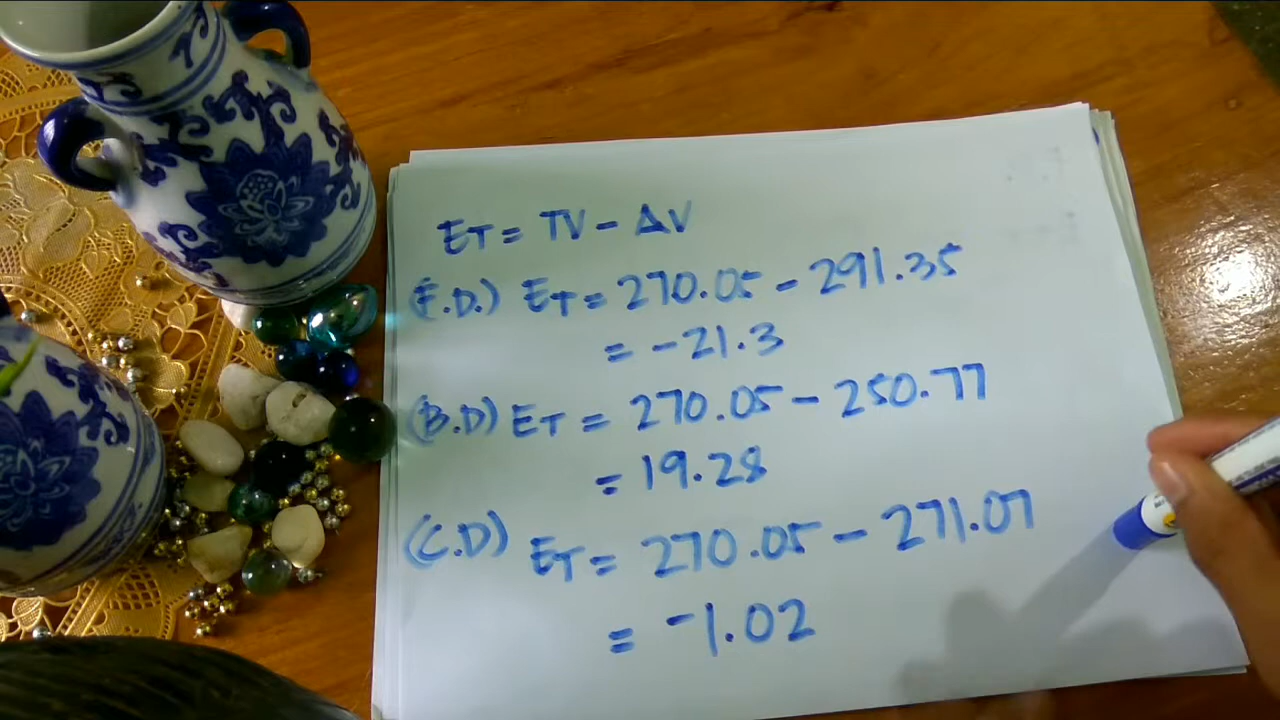 ET = TV - AV
(F.D.) ET = 270.05 - 291.35
= -21.3
(B.D) ET = 270.05 - 250.77
= 19.28
(C.D) ET = 270.05 - 271.07
= -1.02